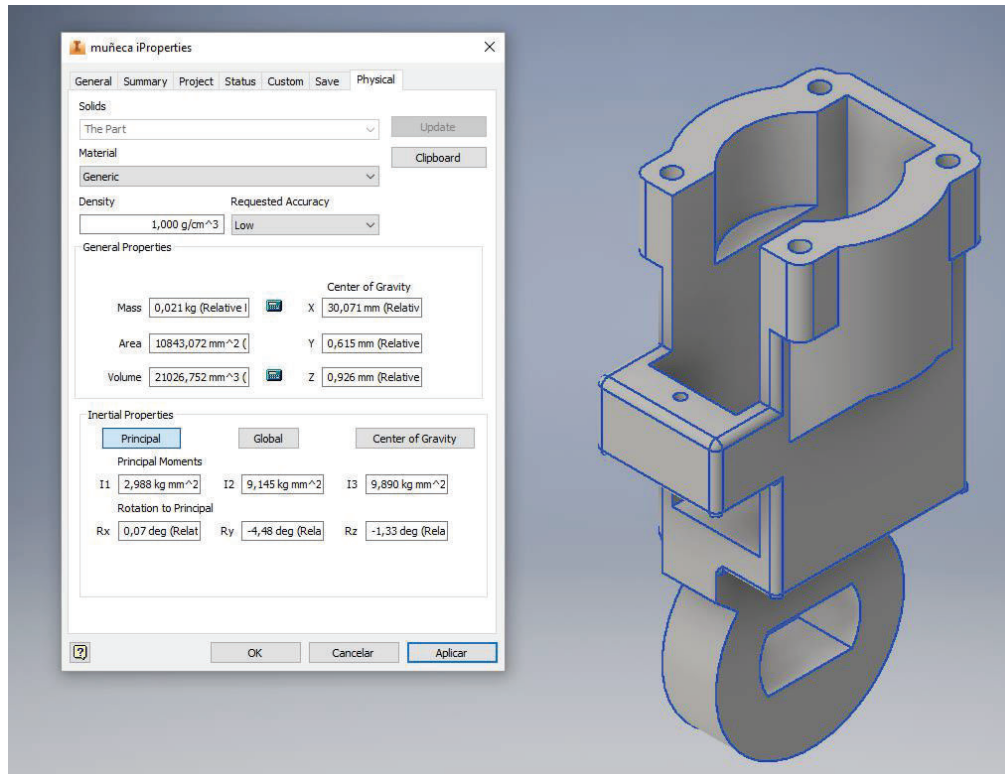 muñeca iProperties
General Summary Project Status Custom Save Physical
Solids
The Part
Update
Material
Clipboard
Generic
Density Requested Accuracy
1,000 g/cm^3 Low
General Properties
Center of Gravity
Mass 0,021 kg (Relative X 30,071 mm (Relativ
Area 10843,072 mm^2 ( Y 0,615 mm (Relative
Volume 21026,752 mm^3 ( Z 0,926 mm (Relative
Inertial Properties
Principal Global Center of Gravity
Principal Moments
I1 2,988 kg mm^2 I2 9,145 kg mm^2 I3 9,890 kg mm^2
Rotation to Principal
Rx 0,07 deg (Relat Ry -4,48 deg (Rela Rz -1,33 deg (Rela
OK Cancelar Aplicar